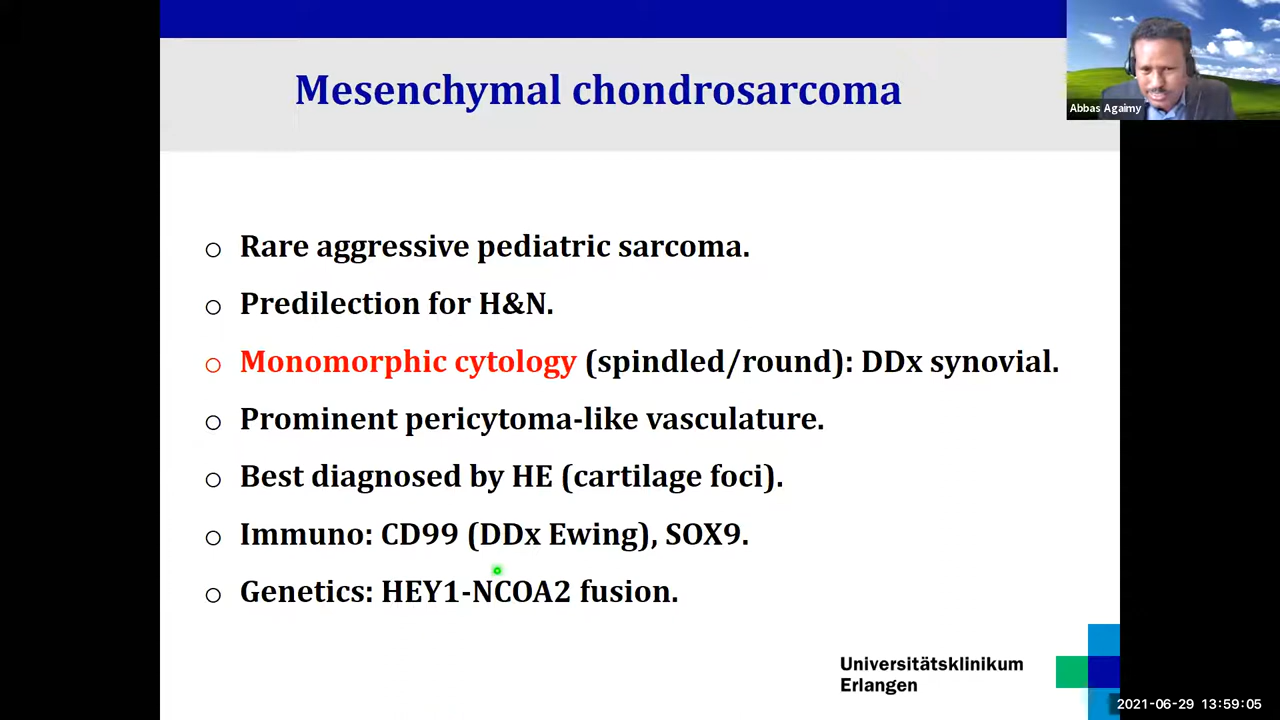 Mesenchymal chondrosarcoma
Abbas Agaimy
Rare aggressive pediatric sarcoma.
Predilection for H&N.
Monomorphic cytology (spindled/round): DDx synovial.
Prominent pericytoma-like vasculature.
Best diagnosed by HE (cartilage foci).
Immuno: CD99 (DDx Ewing), SOX9.
Genetics: HEY1-NCOA2 fusion.
Universitätsklinikum
Erlangen
2021-06-29 13:59:05